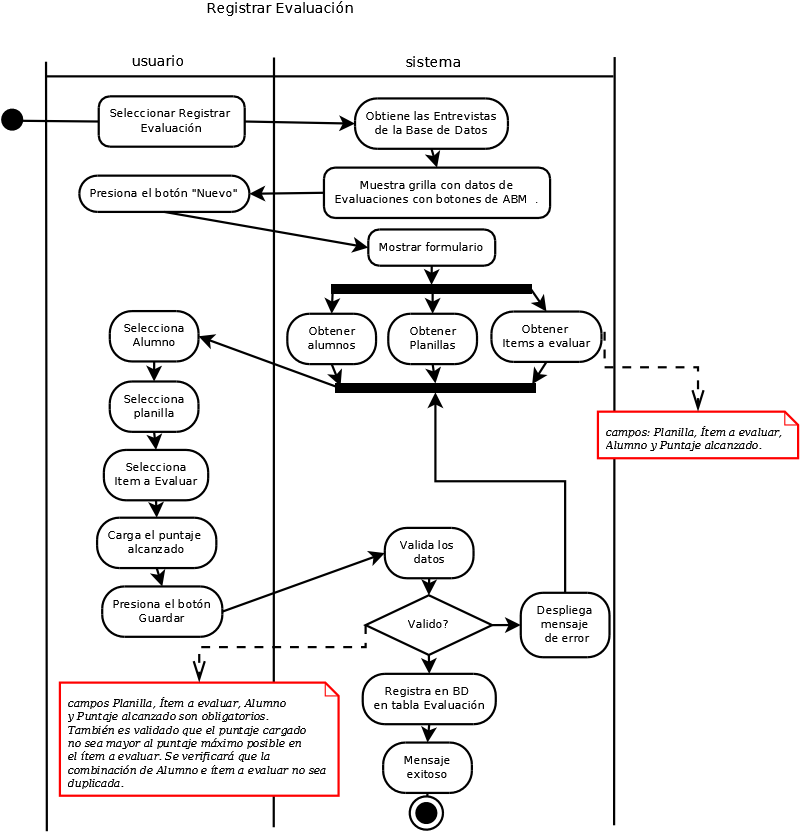 Registrar Evaluación
usuario
sistema
Seleccionar Registrar
Evaluación
Obtiene las Entrevistas
de la Base de Datos
Muestra grilla con datos de
Evaluaciones con botones de ABM .
Presiona el botón "Nuevo"
Mostrar formulario
Obtener
alumnos
Obtener
Planillas
Obtener
Items a evaluar
campos: Planilla, Ítem a evaluar,
Alumno y Puntaje alcanzado.
Selecciona
Alumno
Selecciona
planilla
Selecciona
Item a Evaluar
Carga el puntaje
alcanzado
Presiona el botón
Guardar
Valida los
datos
Valido?
Despliega
mensaje
de error
campos Planilla, Ítem a evaluar, Alumno
y Puntaje alcanzado son obligatorios.
También es validado que el puntaje cargado
no sea mayor al puntaje máximo posible en
el ítem a evaluar. Se verificará que la
combinación de Alumno e ítem a evaluar no sea
duplicada.
Registra en BD
en tabla Evaluación
Mensaje
exitoso